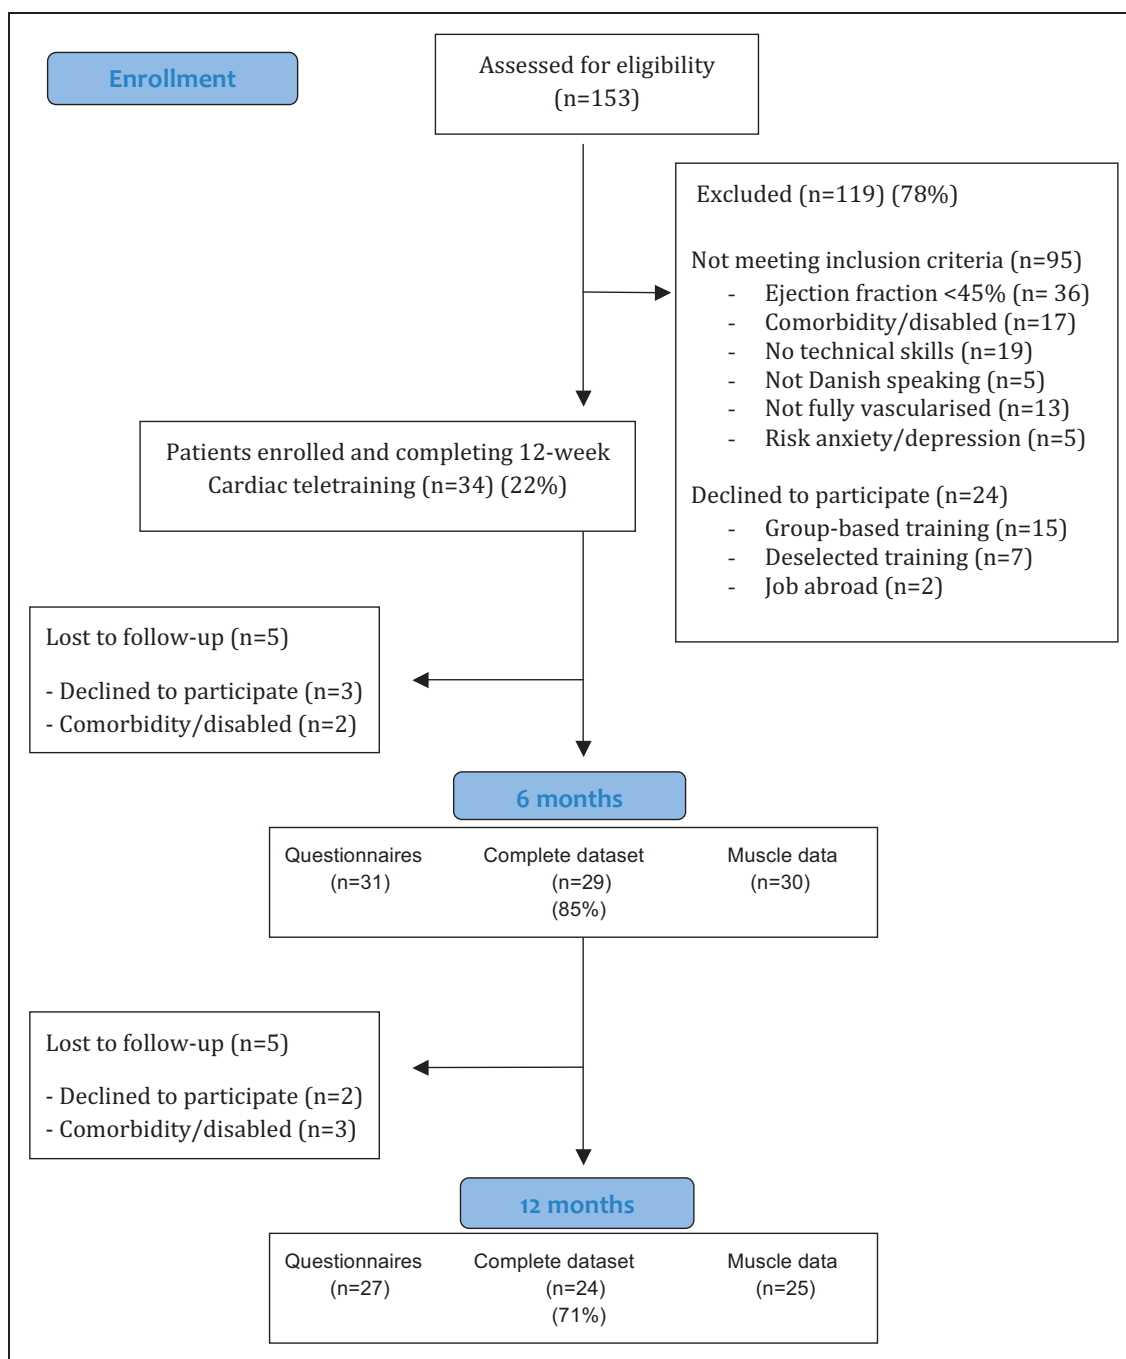 Enrollment
Assessed for eligibility
(n=153)
Excluded (n=119) (78%)
Not meeting inclusion criteria (n=95)
- Ejection fraction <45% (n= 36)
- Comorbidity/disabled (n=17)
- No technical skills (n=19)
- Not Danish speaking (n=5)
- Not fully vascularised (n=13)
- Risk anxiety/depression (n=5)
Declined to participate (n=24)
- Group-based training (n=15)
- Deselected training (n=7)
- Job abroad (n=2)
Patients enrolled and completing 12-week
Cardiac teletraining (n=34) (22%)
Lost to follow-up (n=5)
- Declined to participate (n=3)
- Comorbidity/disabled (n=2)
6 months
Questionnaires
(n=31)
Complete dataset
(n=29)
(85%)
Muscle data
(n=30)
Lost to follow-up (n=5)
- Declined to participate (n=2)
- Comorbidity/disabled (n=3)
12 months
Questionnaires
(n=27)
Complete dataset
(n=24)
(71%)
Muscle data
(n=25)